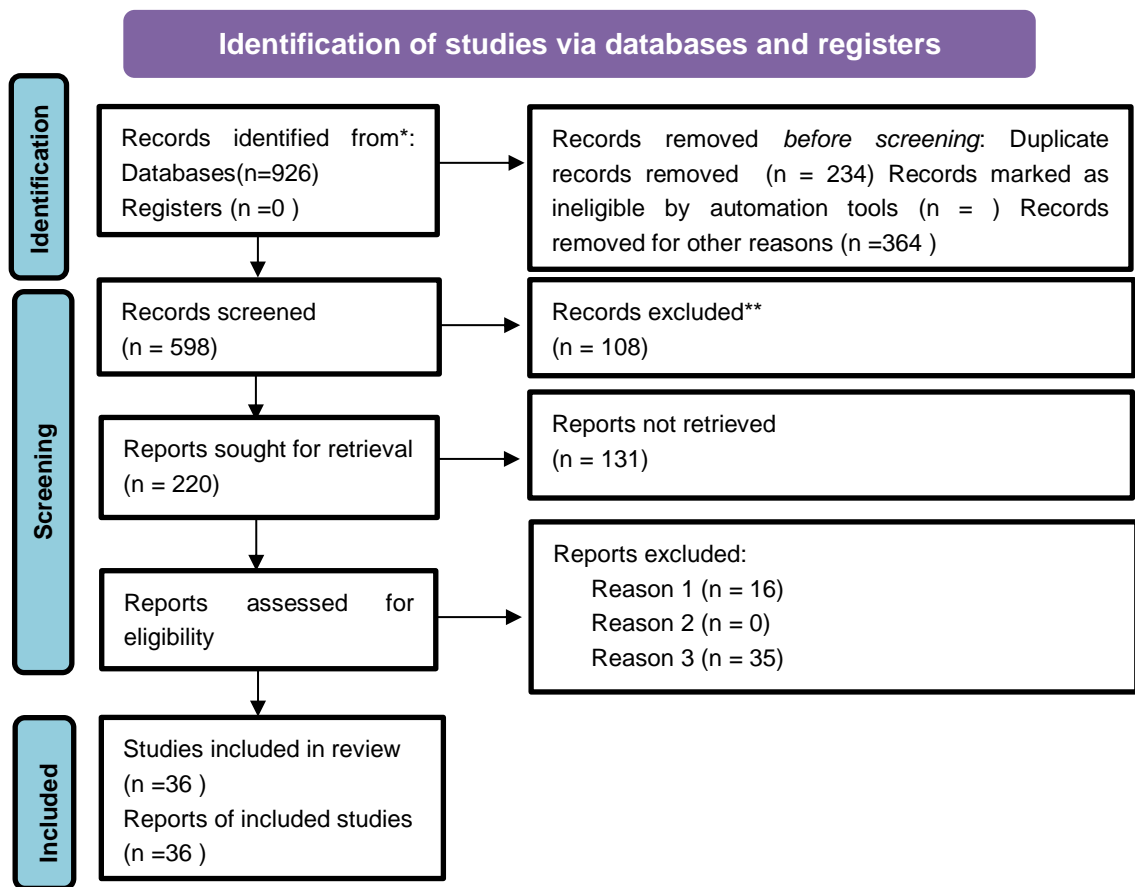 Identification of studies via databases and registers
Identification
Records identified from*:
Databases(n=926)
Registers (n =0 )
Records removed before screening: Duplicate
records removed (n = 234) Records marked as
ineligible by automation tools (n = ) Records
removed for other reasons (n =364 )
Screening
Records screened
(n = 598)
Records excluded**
(n = 108)
Reports sought for retrieval
(n = 220)
Reports not retrieved
(n = 131)
Reports assessed for
eligibility
Reports excluded:
Reason 1 (n = 16)
Reason 2 (n = 0)
Reason 3 (n = 35)
Included
Studies included in review
(n =36 )
Reports of included studies
(n =36 )